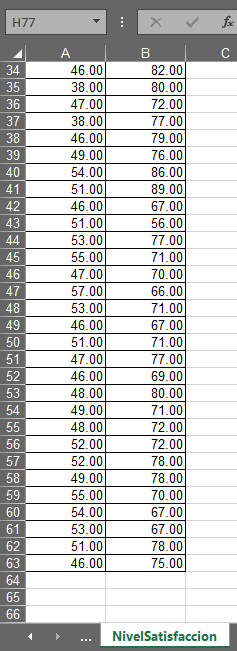 H77 fx
A B C
34 46.00 82.00
35 38.00 80.00
36 47.00 72.00
37 38.00 77.00
38 46.00 79.00
39 49.00 76.00
40 54.00 86.00
41 51.00 89.00
42 46.00 67.00
43 51.00 56.00
44 53.00 77.00
45 55.00 71.00
46 47.00 70.00
47 57.00 66.00
48 53.00 71.00
49 46.00 67.00
50 51.00 71.00
51 47.00 77.00
52 46.00 69.00
53 48.00 80.00
54 49.00 71.00
55 48.00 72.00
56 52.00 72.00
57 52.00 78.00
58 49.00 78.00
59 55.00 70.00
60 54.00 67.00
61 53.00 67.00
62 51.00 78.00
63 46.00 75.00
64
65
66
... NivelSatisfaccion